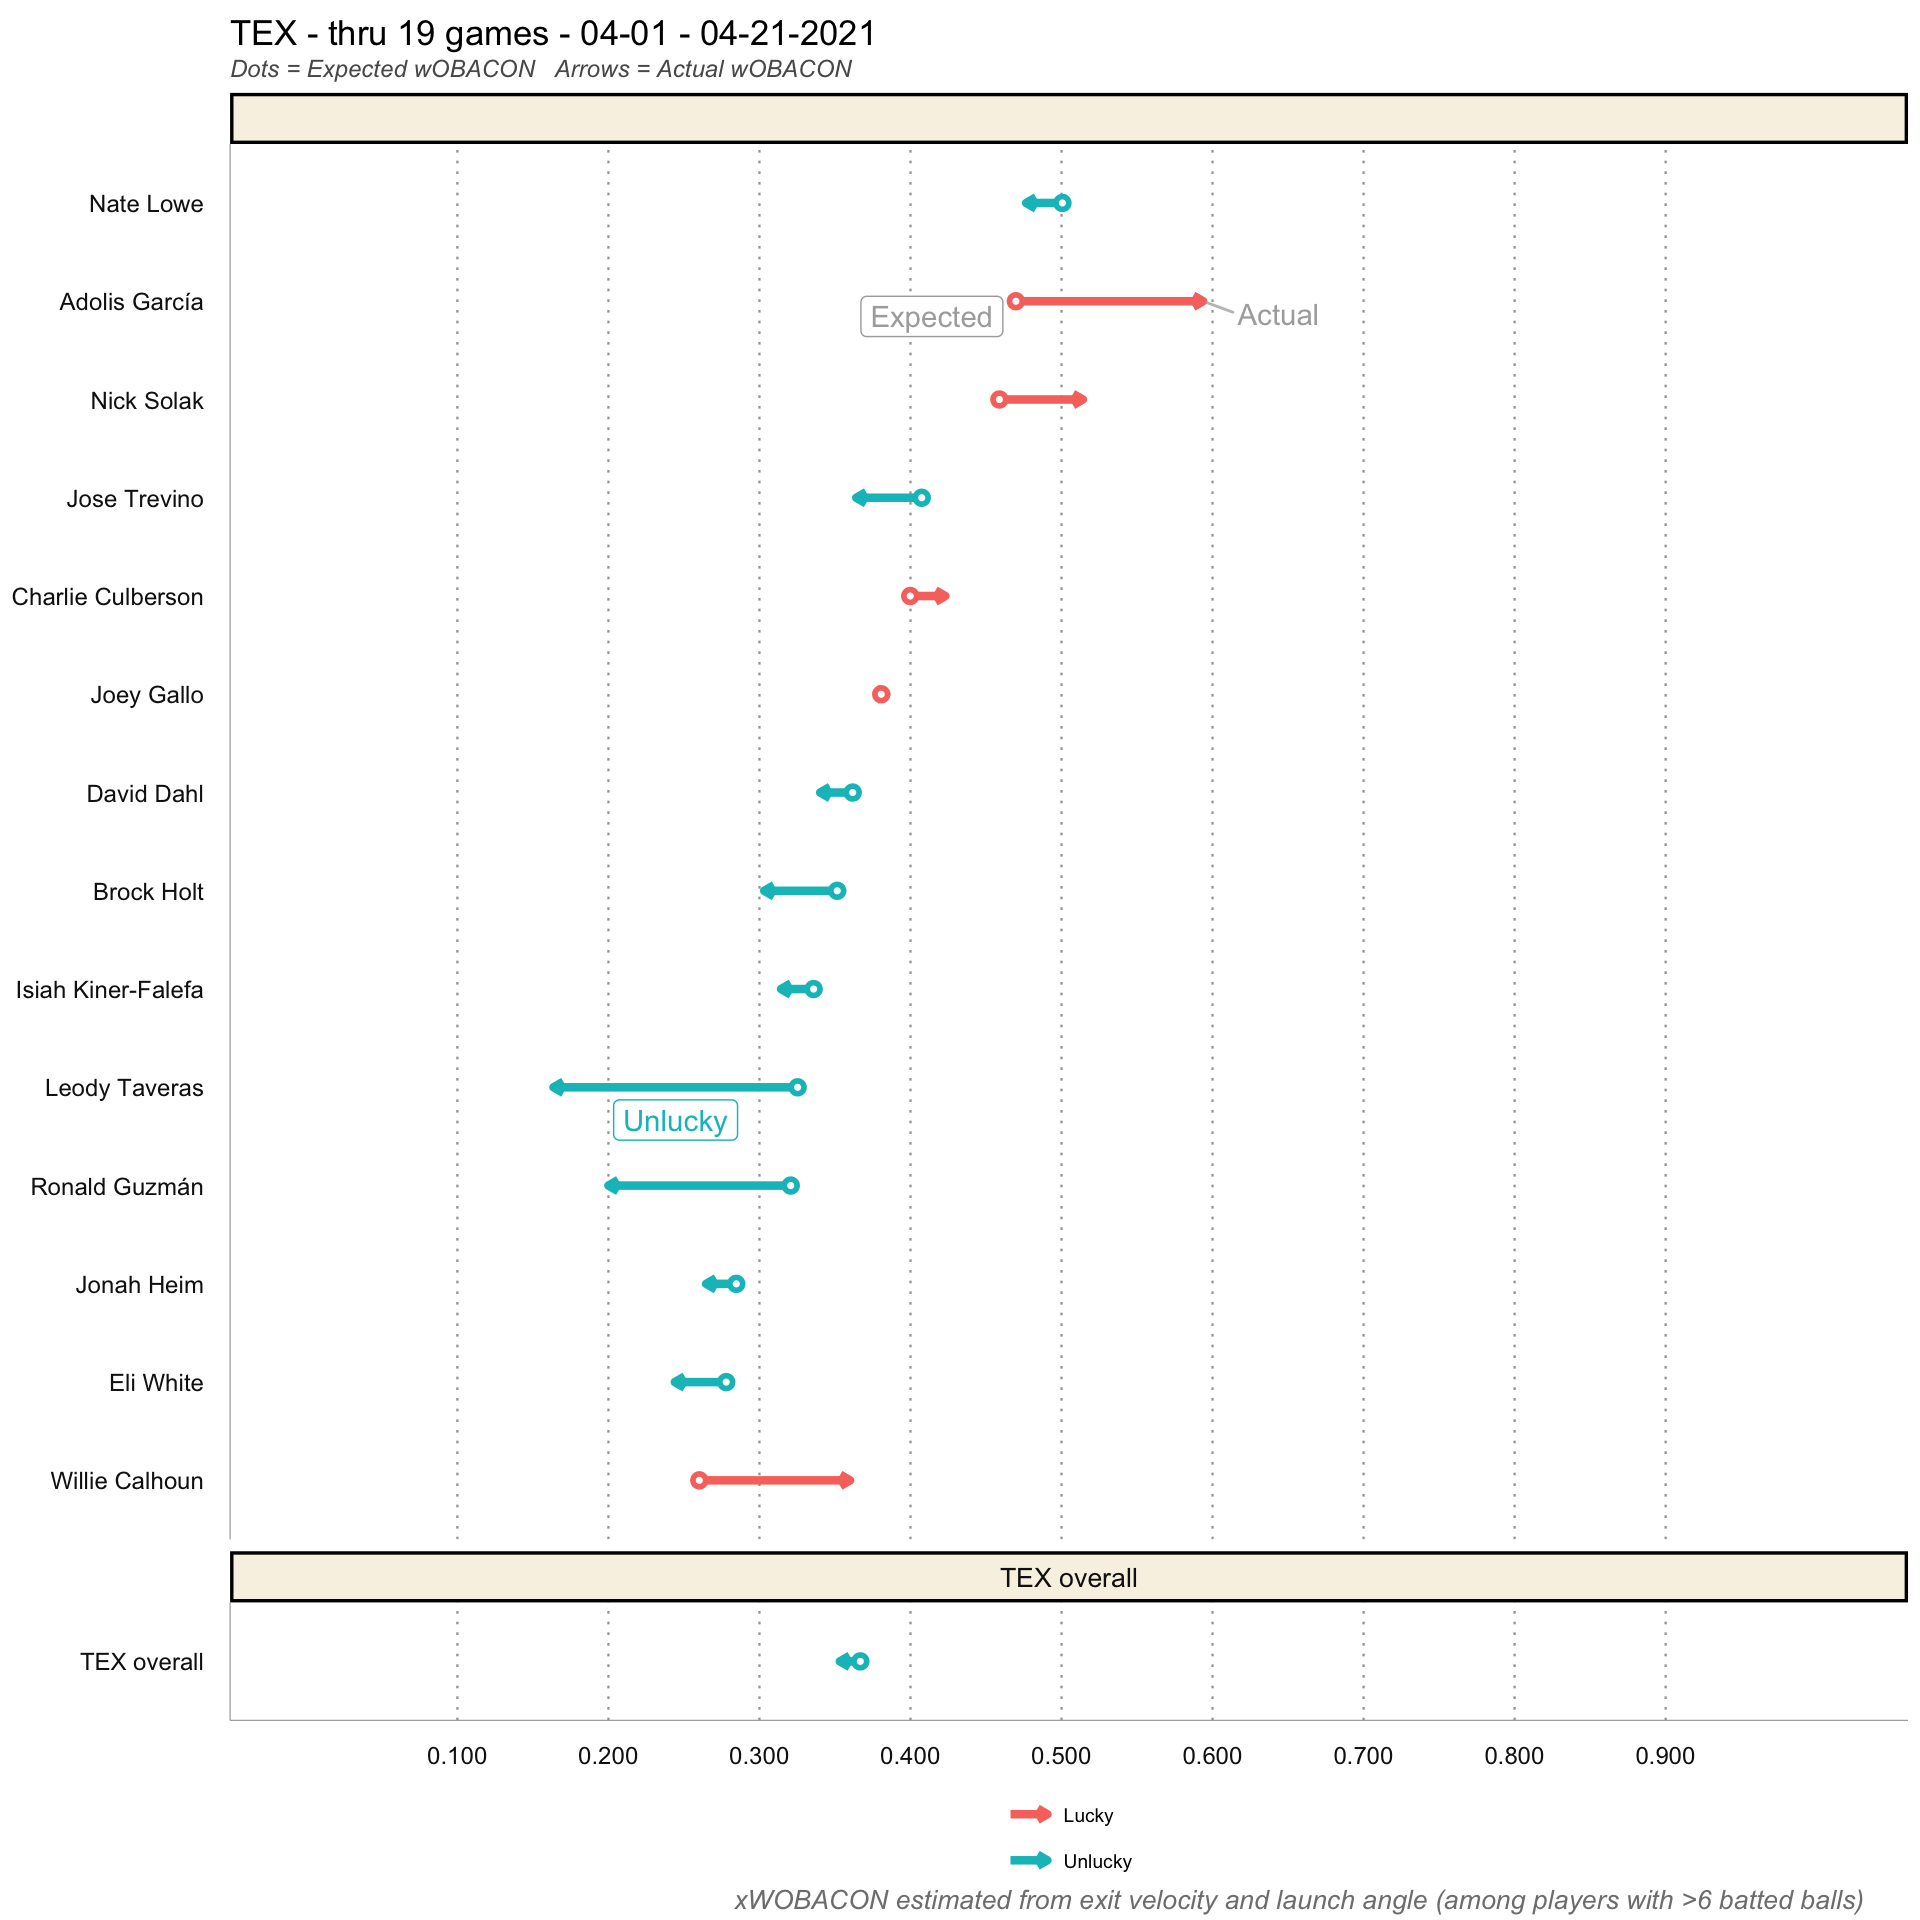 TEX - thru 19 games - 04-01 - 04-21-2021
Dots = Expected wOBACON   Arrows = Actual wOBACON
Nate Lowe
Adolis García
Expected
Actual
Nick Solak
Jose Trevino
Charlie Culberson
Joey Gallo
David Dahl
Brock Holt
Isiah Kiner-Falefa
Leody Taveras
Unlucky
Ronald Guzmán
Jonah Heim
Eli White
Willie Calhoun
TEX overall
TEX overall
0.100 0.200 0.300 0.400 0.500 0.600 0.700 0.800 0.900
Lucky
Unlucky
xWOBACON estimated from exit velocity and launch angle (among players with >6 batted balls)